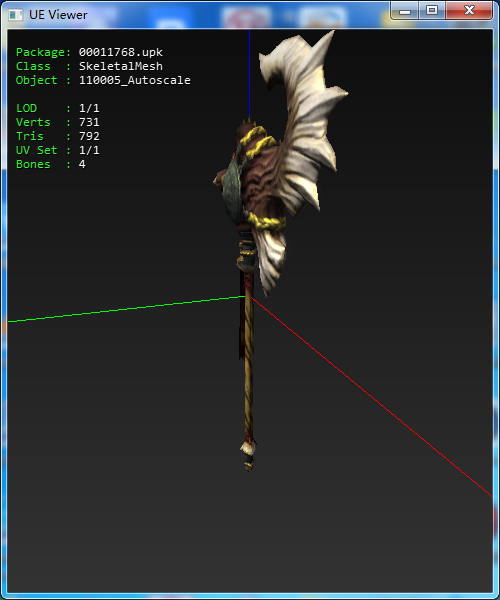 UE Viewer
Package: 00011768.upk
Class : SkeletalMesh
Object : 110005_Autoscale
LOD : 1/1
Verts : 731
Tris : 792
UV Set : 1/1
Bones : 4